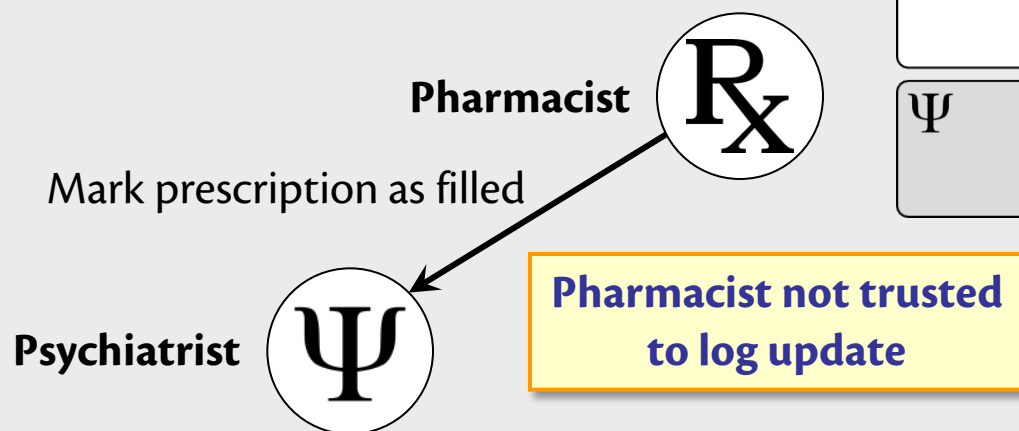 Pharmacist
Rx
Ψ
Mark prescription as filled
Pharmacist not trusted
to log update
Psychiatrist
Ψ